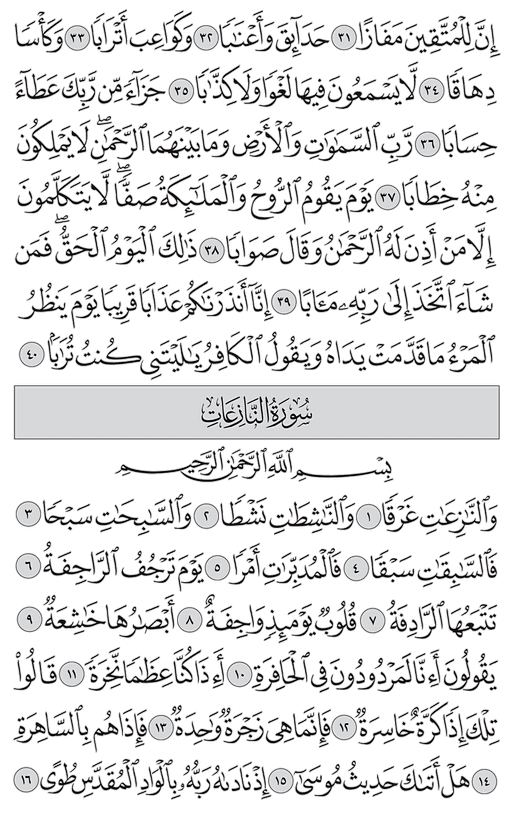 إِنَّ لِلْمُتَّقِينَ مَفَازًا ٣١ حَدَآئِقَ وَأَعْنَٰبًا ٣٢ وَكَوَاعِبَ أَتْرَابًا ٣٣ وَكَأْسًا
دِهَاقًا ٣٤ لَّا يَسْمَعُونَ فِيهَا لَغْوًا وَلَا كِذَّٰبًا ٣٥ جَزَآءً مِّن رَّبِّكَ عَطَآءً
حِسَابًا ٣٦ رَّبِّ ٱلسَّمَٰوَٰتِ وَٱلْأَرْضِ وَمَا بَيْنَهُمَا ٱلرَّحْمَٰنِ ۖ لَا يَمْلِكُونَ
مِنْهُ خِطَابًا ٣٧ يَوْمَ يَقُومُ ٱلرُّوحُ وَٱلْمَلَٰٓئِكَةُ صَفًّا ۖ لَّا يَتَكَلَّمُونَ
إِلَّا مَنْ أَذِنَ لَهُ ٱلرَّحْمَٰنُ وَقَالَ صَوَابًا ٣٨ ذَٰلِكَ ٱلْيَوْمُ ٱلْحَقُّ ۖ فَمَن
شَآءَ ٱتَّخَذَ إِلَىٰ رَبِّهِۦ مَـَٔابًا ٣٩ إِنَّآ أَنذَرْنَٰكُمْ عَذَابًا قَرِيبًا يَوْمَ يَنظُرُ
ٱلْمَرْءُ مَا قَدَّمَتْ يَدَاهُ وَيَقُولُ ٱلْكَافِرُ يَٰلَيْتَنِى كُنتُ تُرَٰبًۢا ٤٠
سُورَةُ النَّازِعَاتِ
بِسْمِ ٱللَّهِ ٱلرَّحْمَٰنِ ٱلرَّحِيمِ
وَٱلنَّٰزِعَٰتِ غَرْقًا ١ وَٱلنَّٰشِطَٰتِ نَشْطًا ٢ وَٱلسَّٰبِحَٰتِ سَبْحًا ٣
فَٱلسَّٰبِقَٰتِ سَبْقًا ٤ فَٱلْمُدَبِّرَٰتِ أَمْرًا ٥ يَوْمَ تَرْجُفُ ٱلرَّاجِفَةُ ٦
تَتْبَعُهَا ٱلرَّادِفَةُ ٧ قُلُوبٌ يَوْمَئِذٍ وَاجِفَةٌ ٨ أَبْصَٰرُهَا خَٰشِعَةٌ ٩
يَقُولُونَ أَءِنَّا لَمَرْدُودُونَ فِى ٱلْحَافِرَةِ ١٠ أَءِذَا كُنَّا عِظَٰمًا نَّخِرَةً ١١ قَالُوا۟
تِلْكَ إِذًا كَرَّةٌ خَاسِرَةٌ ١٢ فَإِنَّمَا هِىَ زَجْرَةٌ وَٰحِدَةٌ ١٣ فَإِذَا هُم بِٱلسَّاهِرَةِ
١٤ هَلْ أَتَىٰكَ حَدِيثُ مُوسَىٰٓ ١٥ إِذْ نَادَىٰهُ رَبُّهُۥ بِٱلْوَادِ ٱلْمُقَدَّسِ طُوًى ١٦